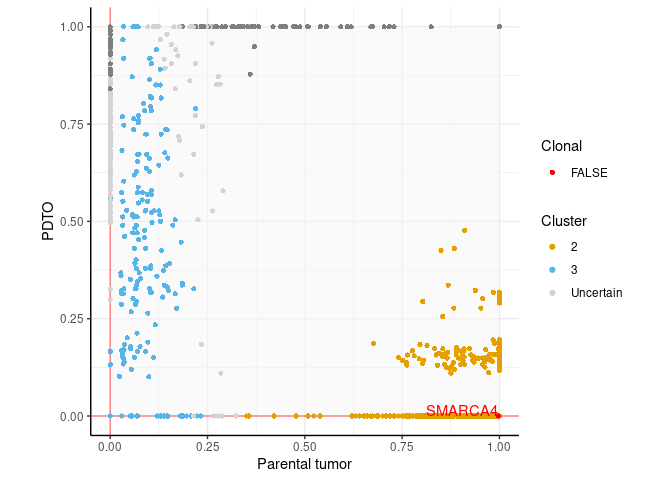 1.00
0.75
0.50
0.25
0.00
PDTO
SMARCA4
0.00 0.25 0.50 0.75 1.00
Parental tumor
Clonal
FALSE
Cluster
2
3
Uncertain